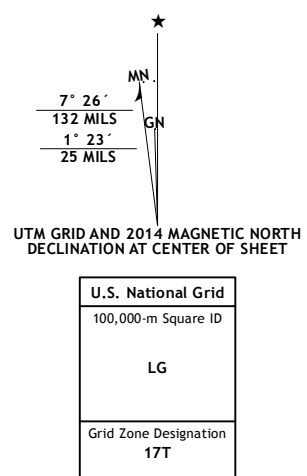 ★
MN
GN
7° 26´
132 MILS
1° 23´
25 MILS
UTM GRID AND 2014 MAGNETIC NORTH
DECLINATION AT CENTER OF SHEET
U.S. National Grid
100,000-m Square ID
LG
Grid Zone Designation
17T